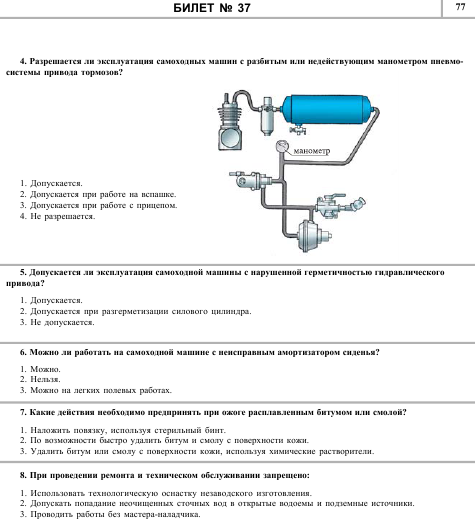 БИЛЕТ № 37
77
4. Разрешается ли эксплуатация самоходных машин с разбитым или недействующим манометром пневмо-
системы привода тормозов?
манометр
1. Допускается.
2. Допускается при работе на вспашке.
3. Допускается при работе с прицепом.
4. Не разрешается.
5. Допускается ли эксплуатация самоходной машины с нарушенной герметичностью гидравлического
привода?
1. Допускается.
2. Допускается при разгерметизации силового цилиндра.
3. Не допускается.
6. Можно ли работать на самоходной машине с неисправным амортизатором сиденья?
1. Можно.
2. Нельзя.
3. Можно на легких полевых работах.
7. Какие действия необходимо предпринять при ожоге расплавленным битумом или смолой?
1. Наложить повязку, используя стерильный бинт.
2. По возможности быстро удалить битум и смолу с поверхности кожи.
3. Удалить битум или смолу с поверхности кожи, используя химические растворители.
8. При проведении ремонта и техническом обслуживании запрещено:
1. Использовать технологическую оснастку незаводского изготовления.
2. Допускать попадание неочищенных сточных вод в открытые водоемы и подземные источники.
3. Проводить работы без мастера-наладчика.